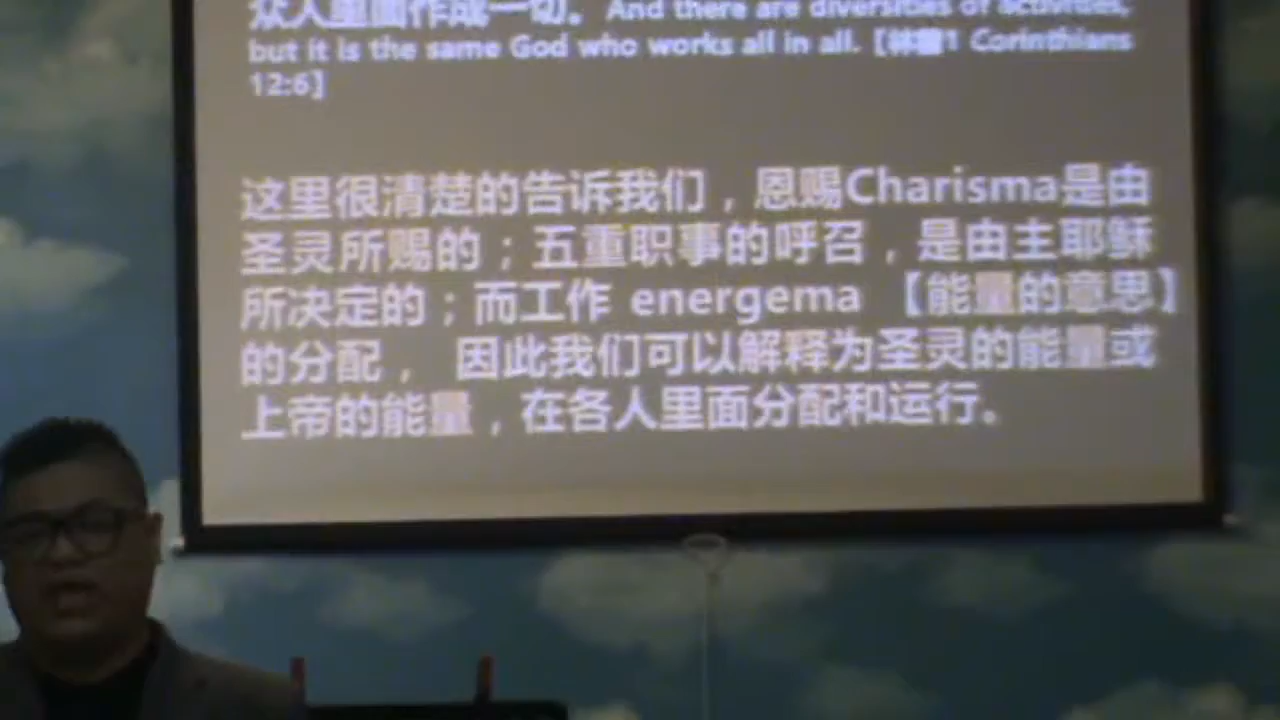 众人里面作成一切。And there are diversities of activities,
but it is the same God who works all in all. [林前1 Corinthians
12:6]
这里很清楚的告诉我们，恩赐Charisma是由
圣灵所赐的；五重职事的呼召，是由主耶稣
所决定的；而工作 energema 【能量的意思】
的分配， 因此我们可以解释为圣灵的能量或
上帝的能量，在各人里面分配和运行。